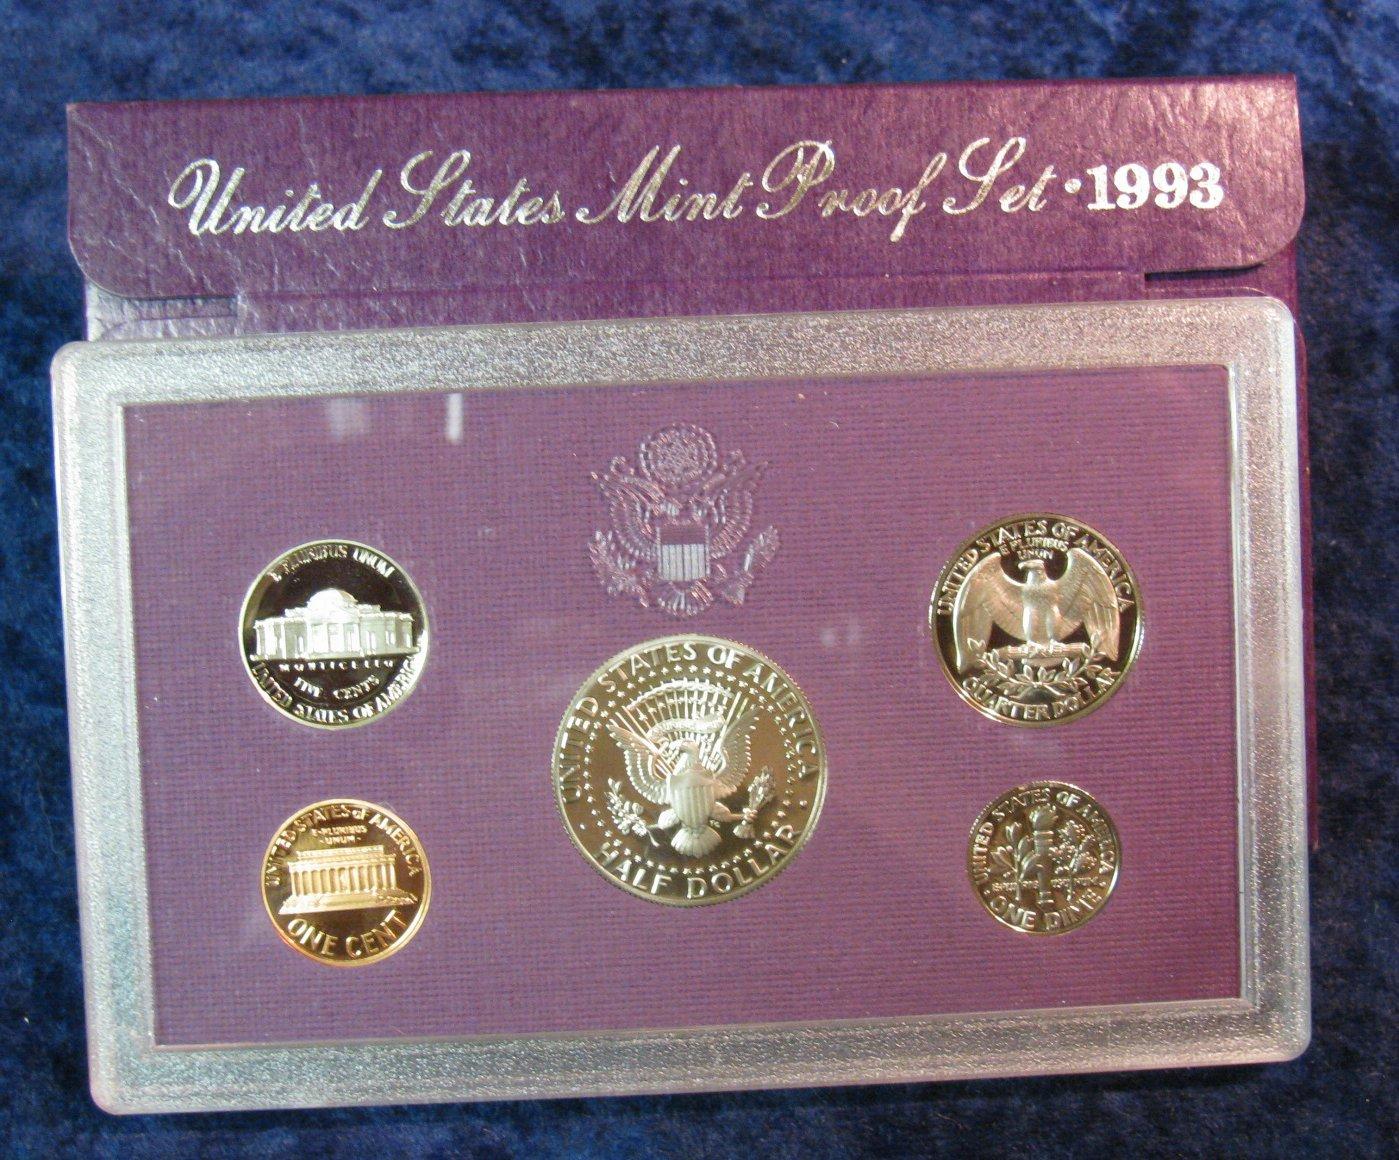 United States Mint Proof Set · 1993
E PLURIBUS UNUM
MONTICELLO
FIVE CENTS
UNITED STATES OF AMERICA
UNITED STATES OF AMERICA
E PLURIBUS
UNUM
QUARTER DOLLAR
UNITED STATES OF AMERICA
HALF DOLLAR
UNITED STATES of AMERICA
E PLURIBUS
UNUM
ONE CENT
UNITED STATES OF AMERICA
ONE DIME